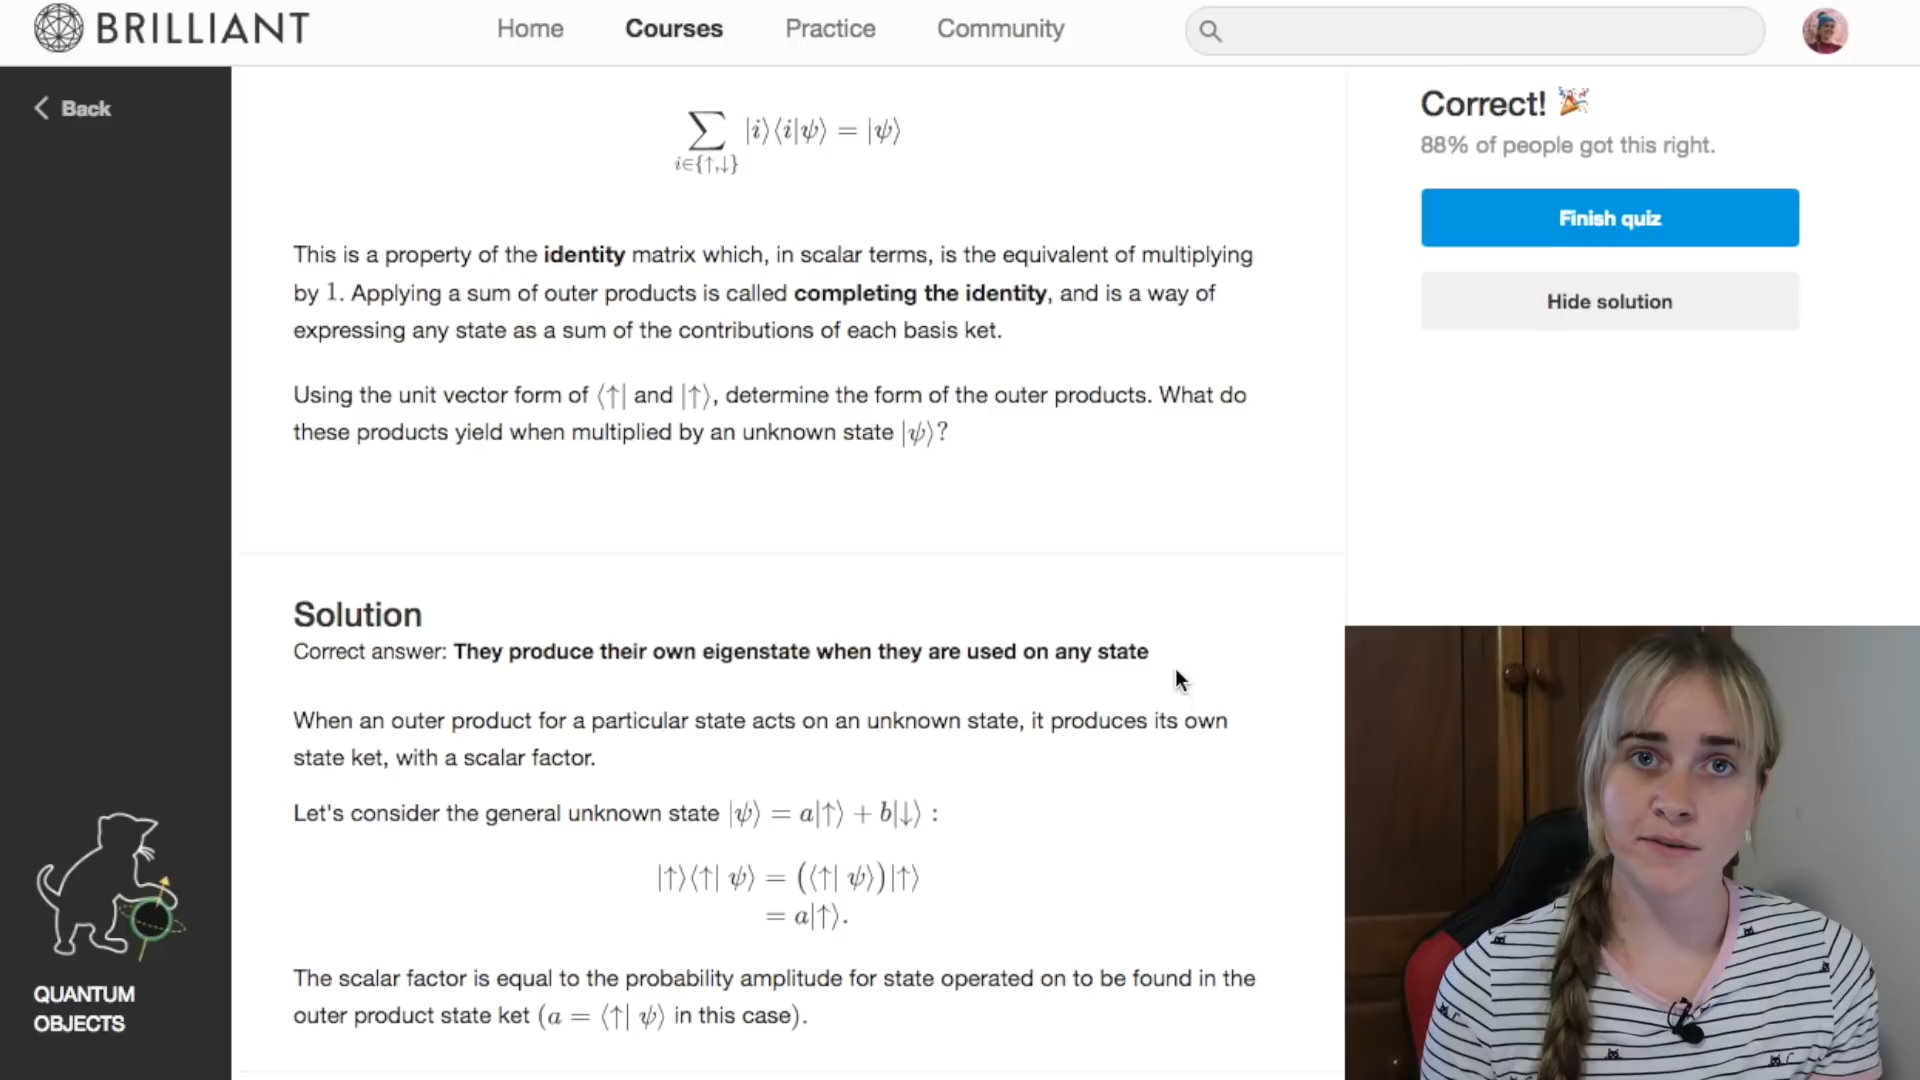 BRILLIANT
Home Courses Practice Community
Back
∑ |i⟩⟨i|ψ⟩ = |ψ⟩
i∈{↑,↓}
This is a property of the identity matrix which, in scalar terms, is the equivalent of multiplying
by 1. Applying a sum of outer products is called completing the identity, and is a way of
expressing any state as a sum of the contributions of each basis ket.
Using the unit vector form of ⟨↑| and |↑⟩, determine the form of the outer products. What do
these products yield when multiplied by an unknown state |ψ⟩?
Solution
Correct answer: They produce their own eigenstate when they are used on any state
When an outer product for a particular state acts on an unknown state, it produces its own
state ket, with a scalar factor.
Let's consider the general unknown state |ψ⟩ = a|↑⟩ + b|↓⟩ :
|↑⟩⟨↑| ψ⟩ = (⟨↑| ψ⟩)|↑⟩
= a|↑⟩.
The scalar factor is equal to the probability amplitude for state operated on to be found in the
outer product state ket (a = ⟨↑| ψ⟩ in this case).
Correct!
88% of people got this right.
Finish quiz
Hide solution
QUANTUM
OBJECTS